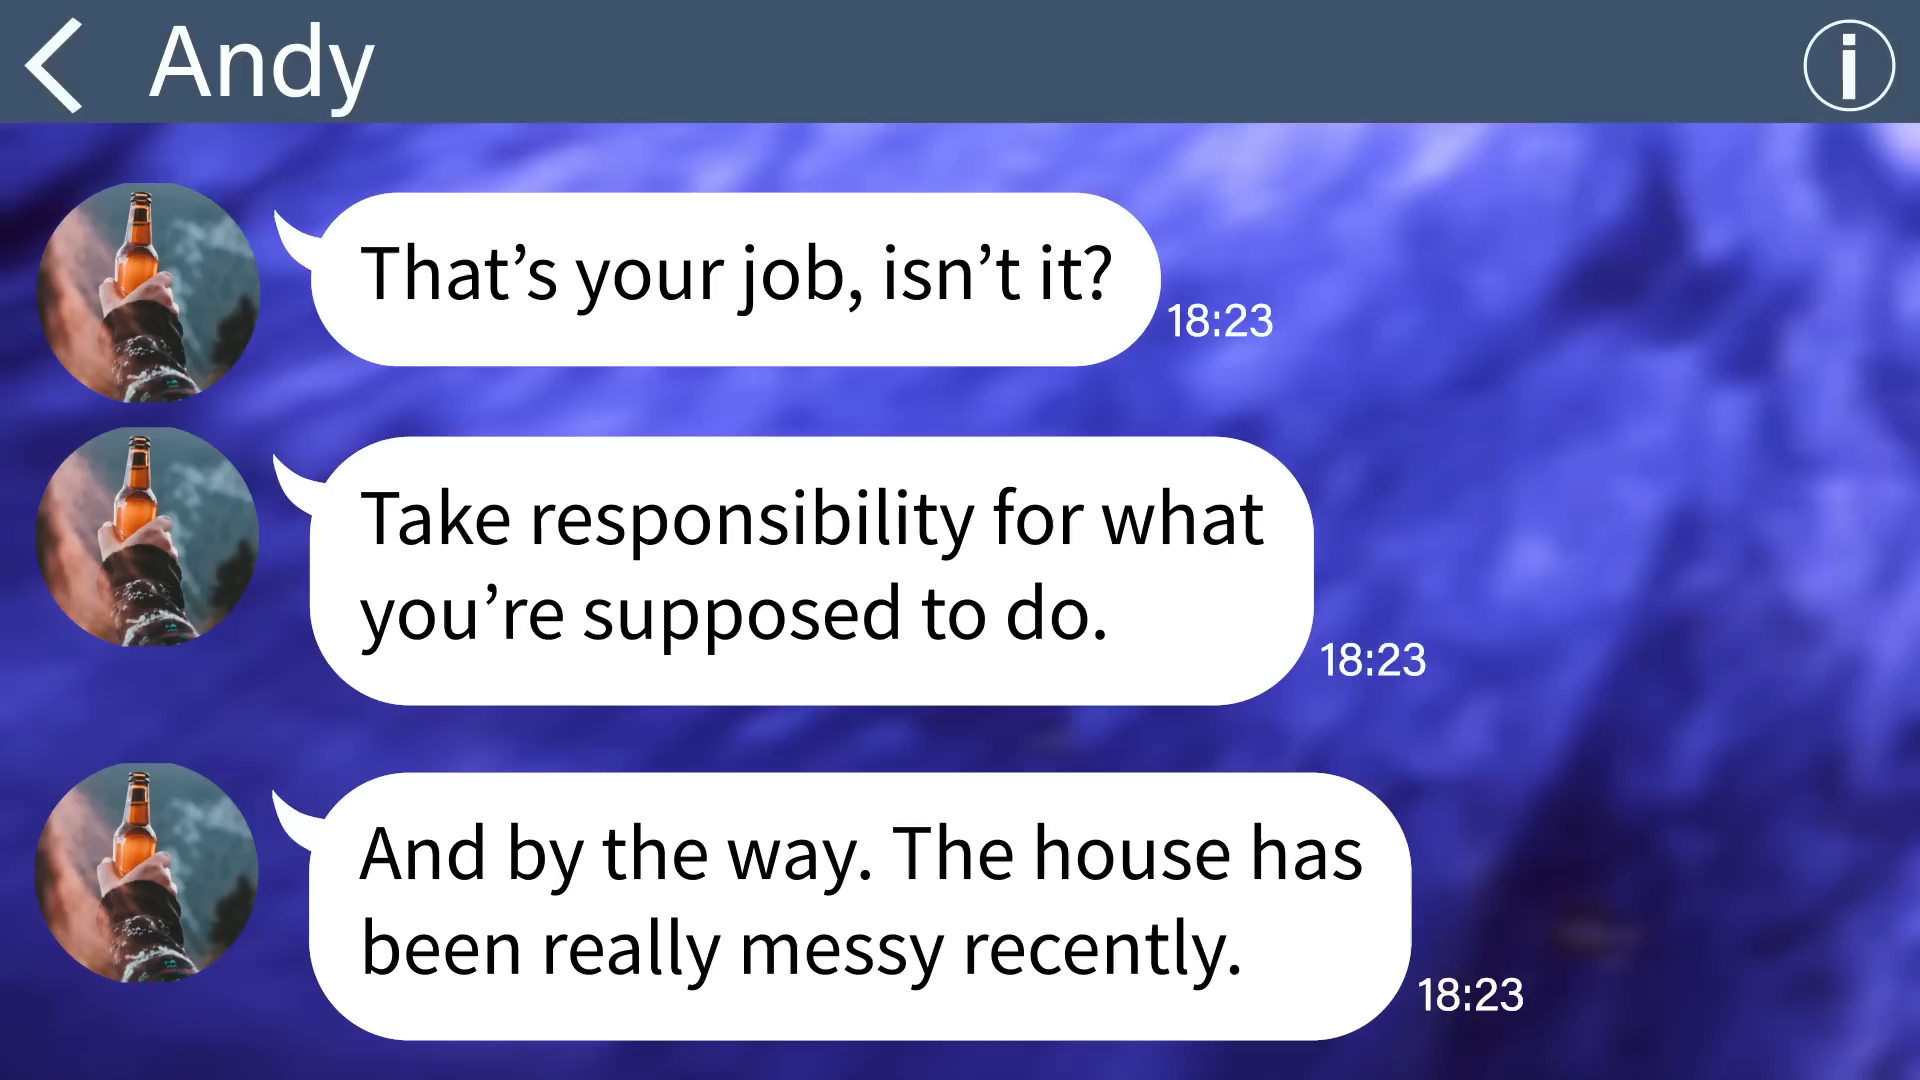 Andy
That’s your job, isn’t it?
18:23
Take responsibility for what
you’re supposed to do.
18:23
And by the way. The house has
been really messy recently.
18:23